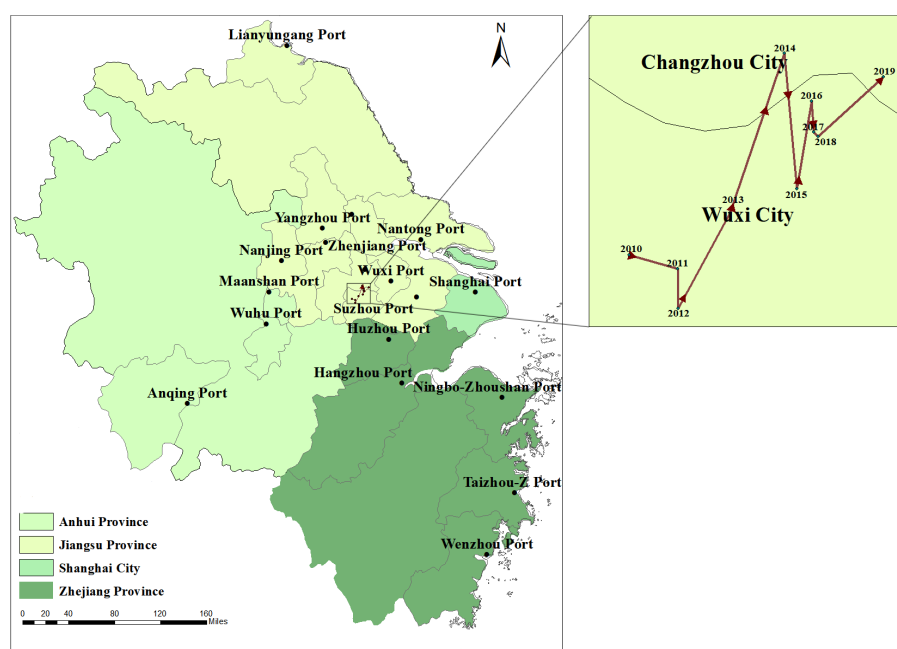 Lianyungang Port
N
Yangzhou Port
Nantong Port
Zhenjiang Port
Nanjing Port
Wuxi Port
Maanshan Port
Shanghai Port
Suzhou Port
Wuhu Port
Huzhou Port
Hangzhou Port
Ningbo-Zhoushan Port
Anqing Port
Taizhou-Z Port
Wenzhou Port
Anhui Province
Jiangsu Province
Shanghai City
Zhejiang Province
0 20 40 80 120 160
Miles
2014
Changzhou City
2019
2016
2017
2018
2015
2013
Wuxi City
2010
2011
2012